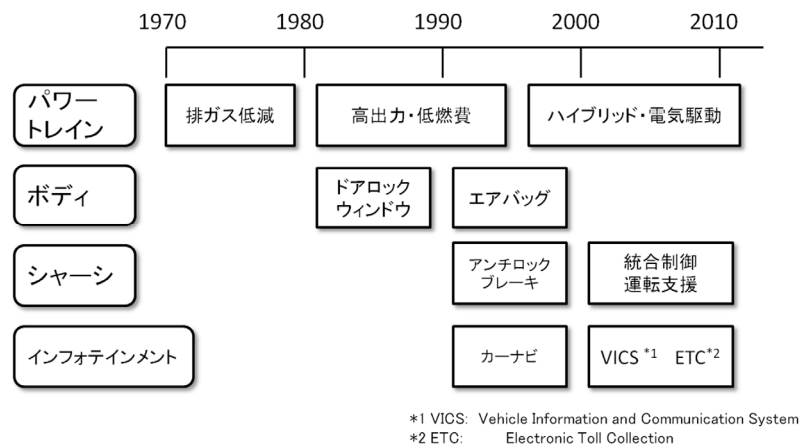 1970 1980 1990 2000 2010
パワー
トレイン
排ガス低減
高出力・低燃費
ハイブリッド・電気駆動
ボディ
ドアロック
ウィンドウ
エアバッグ
シャーシ
アンチロック
ブレーキ
統合制御
運転支援
インフォテインメント
カーナビ
VICS *1 ETC*2
*1 VICS: Vehicle Information and Communication System
*2 ETC: Electronic Toll Collection